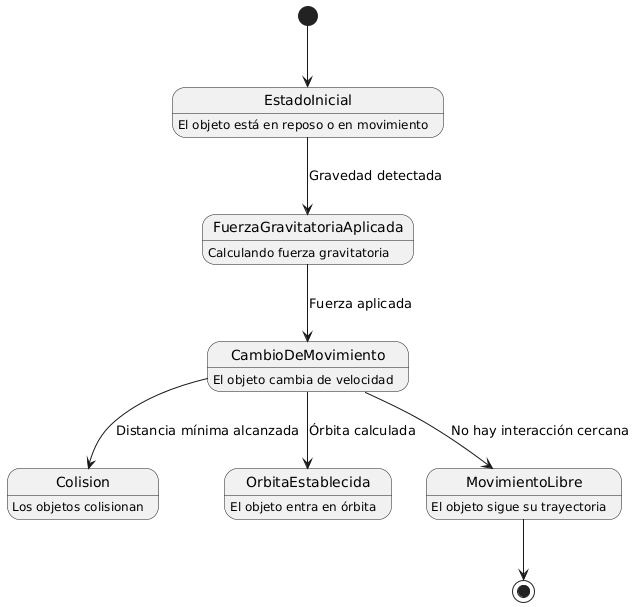 EstadoInicial
El objeto está en reposo o en movimiento
Gravedad detectada
FuerzaGravitatoriaAplicada
Calculando fuerza gravitatoria
Fuerza aplicada
CambioDeMovimiento
El objeto cambia de velocidad
Distancia mínima alcanzada
Órbita calculada
No hay interacción cercana
Colision
Los objetos colisionan
OrbitaEstablecida
El objeto entra en órbita
MovimientoLibre
El objeto sigue su trayectoria